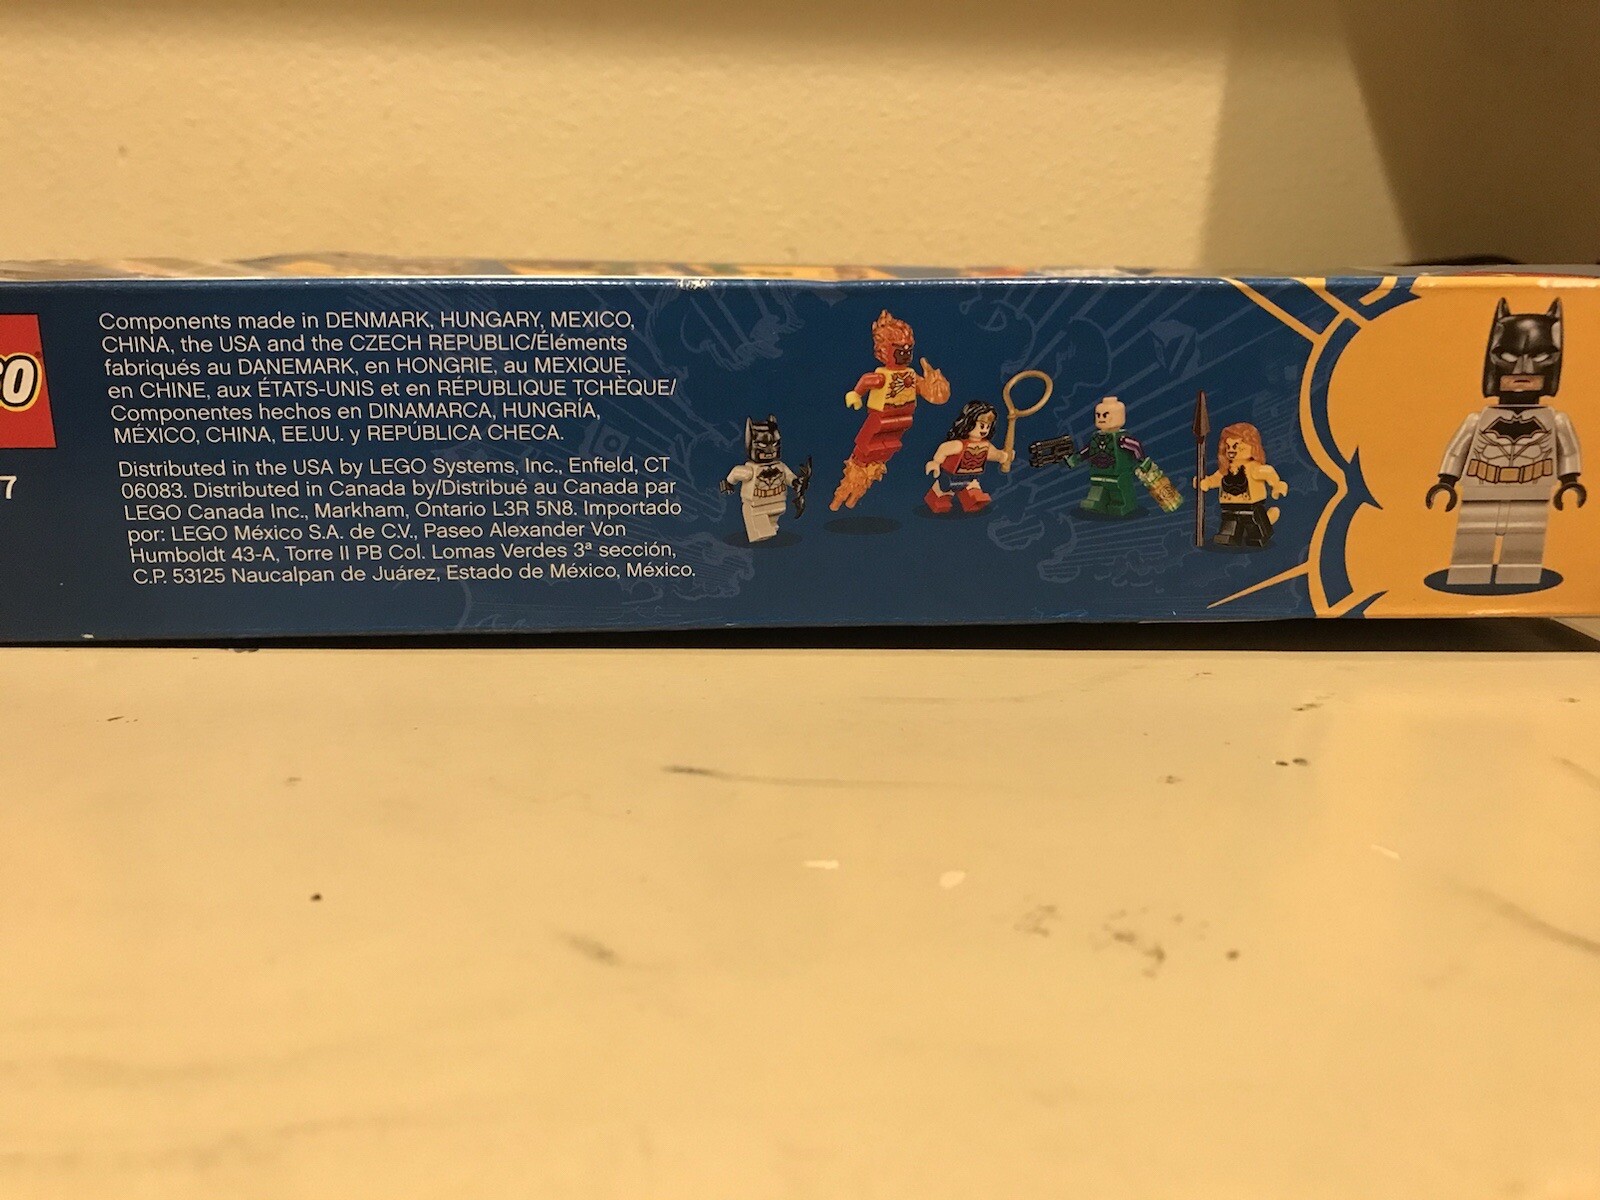 Components made in DENMARK, HUNGARY, MEXICO,
CHINA, the USA and the CZECH REPUBLIC/Éléments
fabriqués au DANEMARK, en HONGRIE, au MEXIQUE,
en CHINE, aux ÉTATS-UNIS et en RÉPUBLIQUE TCHÈQUE/
Componentes hechos en DINAMARCA, HUNGRÍA,
MÉXICO, CHINA, EE.UU. y REPÚBLICA CHECA.
Distributed in the USA by LEGO Systems, Inc., Enfield, CT
06083. Distributed in Canada by/Distribué au Canada par
LEGO Canada Inc., Markham, Ontario L3R 5N8. Importado
por: LEGO México S.A. de C.V., Paseo Alexander Von
Humboldt 43-A, Torre II PB Col. Lomas Verdes 3ª sección,
C.P. 53125 Naucalpan de Juárez, Estado de México, México.